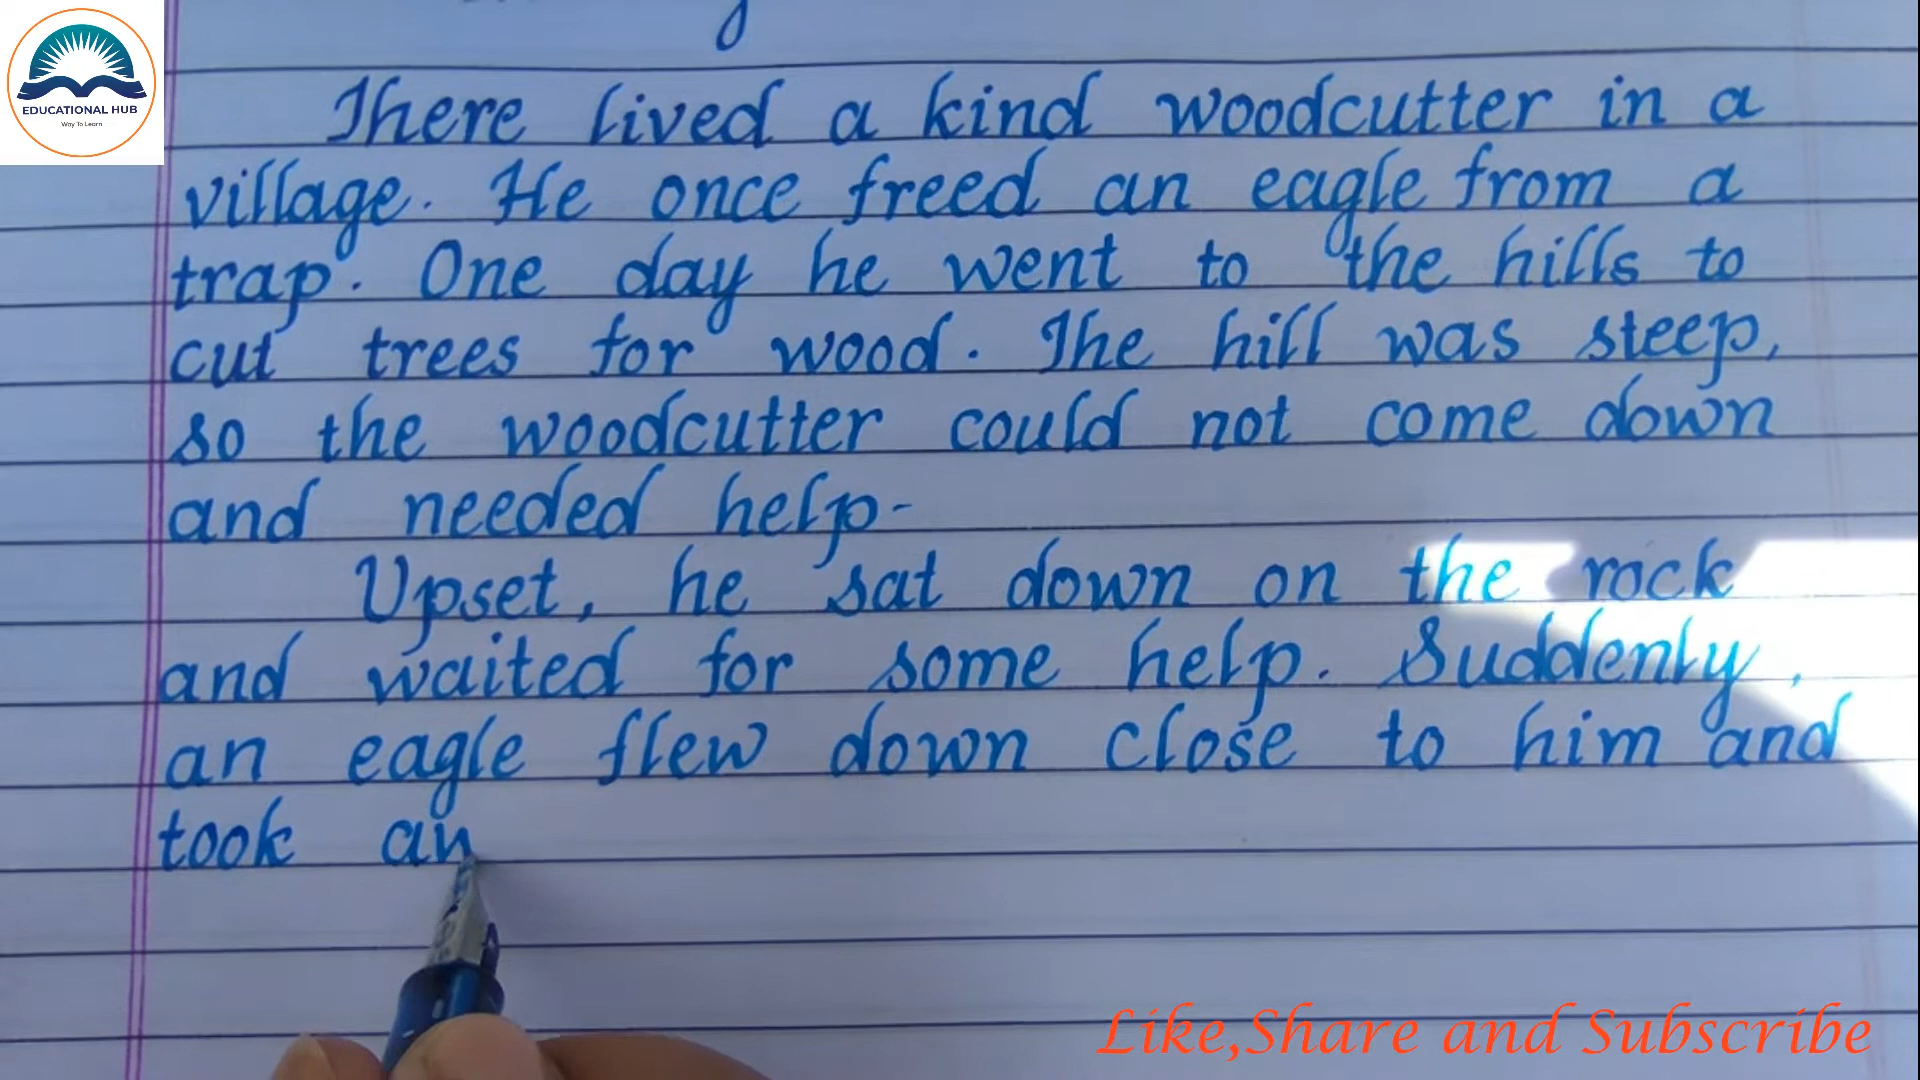 EDUCATIONAL HUB
Way To Learn
There lived a kind woodcutter in a
village. He once freed an eagle from a
trap. One day he went to the hills to
cut trees for wood. The hill was steep,
so the woodcutter could not come down
and needed help-
Upset, he sat down on the rock
and waited for some help. Suddenly,
an eagle flew down close to him and
took an
Like,Share and Subscribe